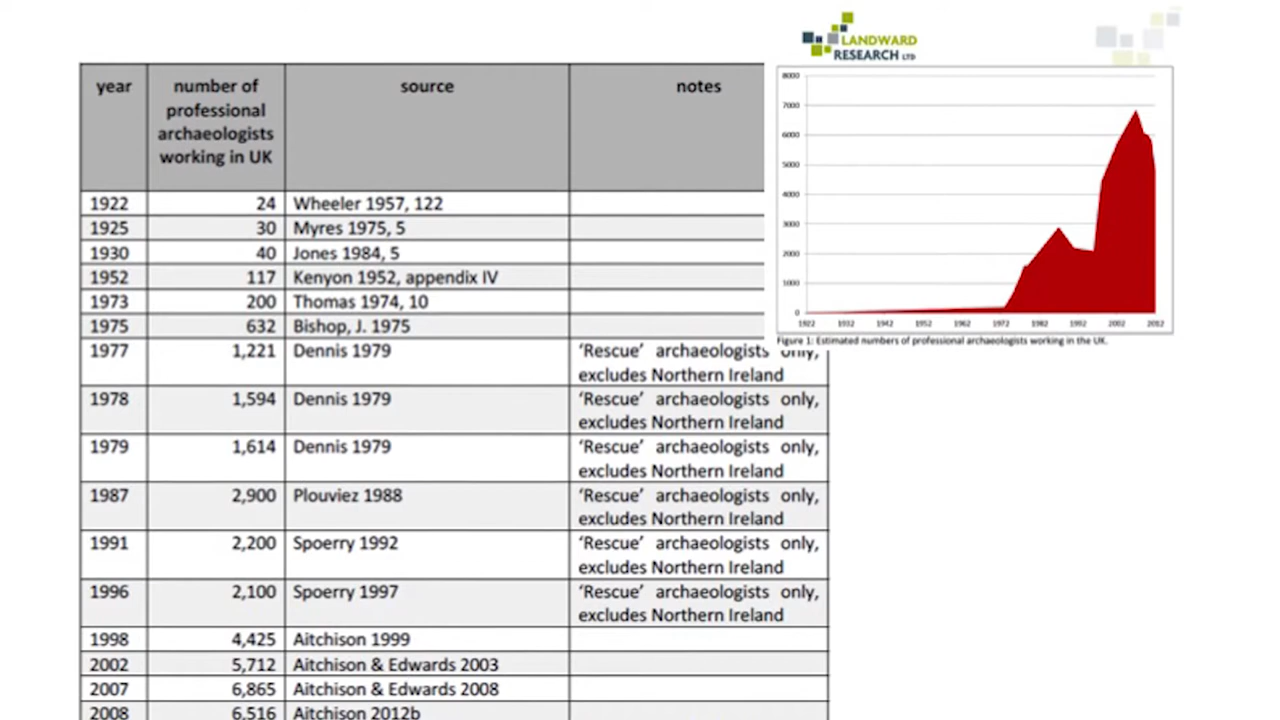 LANDWARD
RESEARCH LTD
year number of professional archaeologists working in UK source notes
1922 24 Wheeler 1957, 122
1925 30 Myres 1975, 5
1930 40 Jones 1984, 5
1952 117 Kenyon 1952, appendix IV
1973 200 Thomas 1974, 10
1975 632 Bishop, J. 1975
1977 1,221 Dennis 1979 ‘Rescue’ archaeologists only,
excludes Northern Ireland
1978 1,594 Dennis 1979 ‘Rescue’ archaeologists only,
excludes Northern Ireland
1979 1,614 Dennis 1979 ‘Rescue’ archaeologists only,
excludes Northern Ireland
1987 2,900 Plouviez 1988 ‘Rescue’ archaeologists only,
excludes Northern Ireland
1991 2,200 Spoerry 1992 ‘Rescue’ archaeologists only,
excludes Northern Ireland
1996 2,100 Spoerry 1997 ‘Rescue’ archaeologists only,
excludes Northern Ireland
1998 4,425 Aitchison 1999
2002 5,712 Aitchison & Edwards 2003
2007 6,865 Aitchison & Edwards 2008
2008 6,516 Aitchison 2012b
8000
7000
6000
5000
4000
3000
2000
1000
0
1922 1932 1942 1952 1962 1972 1982 1992 2002 2012
Figure 1: Estimated numbers of professional archaeologists working in the UK.